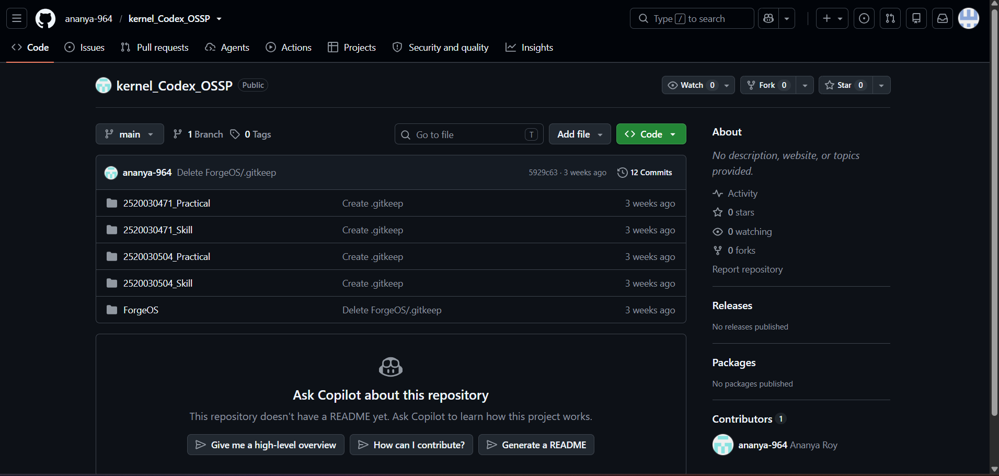 ananya-964 / kernel_Codex_OSSP
Type / to search
Code Issues Pull requests Agents Actions Projects Security and quality Insights
kernel_Codex_OSSP Public
Watch 0 Fork 0 Star 0
main 1 Branch 0 Tags Go to file T Add file Code
ananya-964 Delete ForgeOS/.gitkeep 5929c63 · 3 weeks ago 12 Commits
2520030471_Practical Create .gitkeep 3 weeks ago
2520030471_Skill Create .gitkeep 3 weeks ago
2520030504_Practical Create .gitkeep 3 weeks ago
2520030504_Skill Create .gitkeep 3 weeks ago
ForgeOS Delete ForgeOS/.gitkeep 3 weeks ago
Ask Copilot about this repository
This repository doesn't have a README yet. Ask Copilot to learn how this project works.
Give me a high-level overview How can I contribute? Generate a README
About
No description, website, or topics
provided.
Activity
0 stars
0 watching
0 forks
Report repository
Releases
No releases published
Packages
No packages published
Contributors 1
ananya-964 Ananya Roy